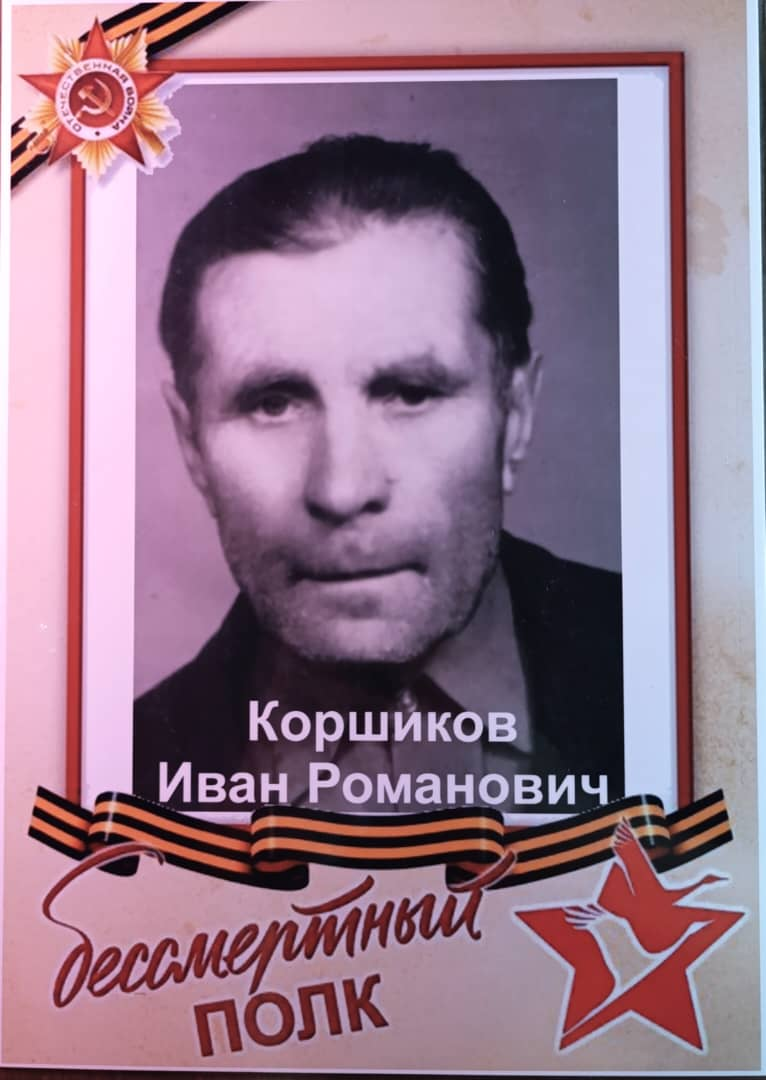 ОТЕЧЕСТВЕННАЯ ВОЙНА
Коршиков
Иван Романович
бессмертный
ПОЛК